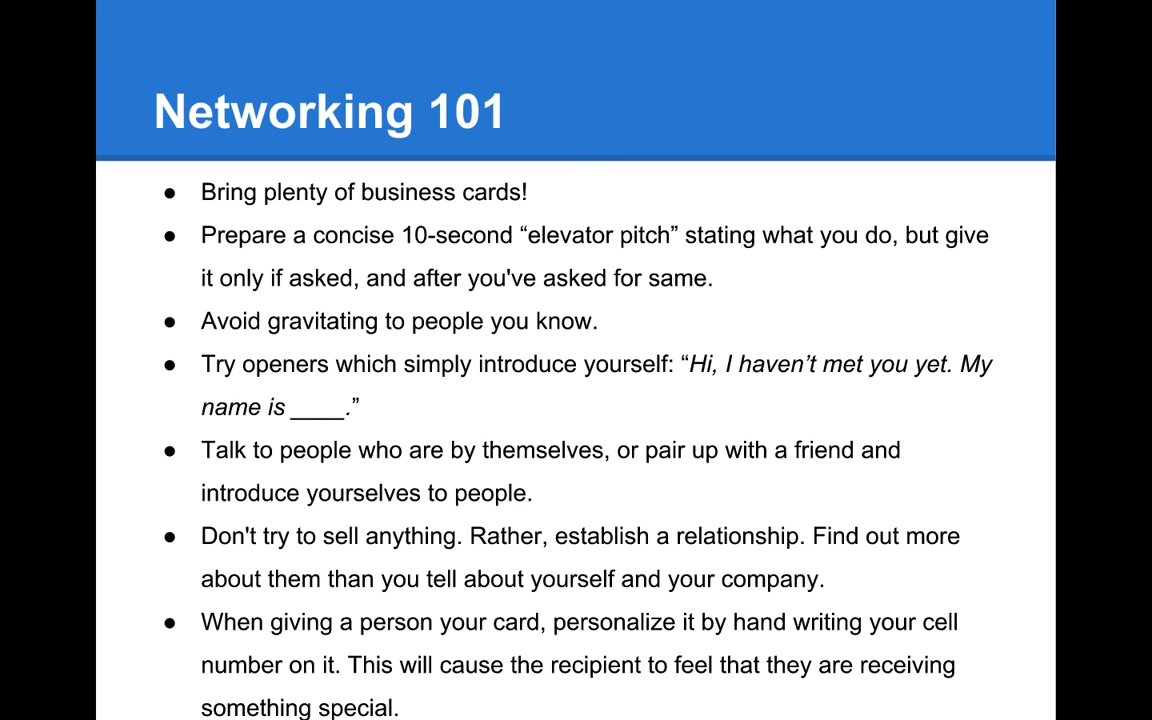 Networking 101
● Bring plenty of business cards!
● Prepare a concise 10-second “elevator pitch” stating what you do, but give
it only if asked, and after you've asked for same.
● Avoid gravitating to people you know.
● Try openers which simply introduce yourself: “Hi, I haven’t met you yet. My
name is ____.”
● Talk to people who are by themselves, or pair up with a friend and
introduce yourselves to people.
● Don't try to sell anything. Rather, establish a relationship. Find out more
about them than you tell about yourself and your company.
● When giving a person your card, personalize it by hand writing your cell
number on it. This will cause the recipient to feel that they are receiving
something special.